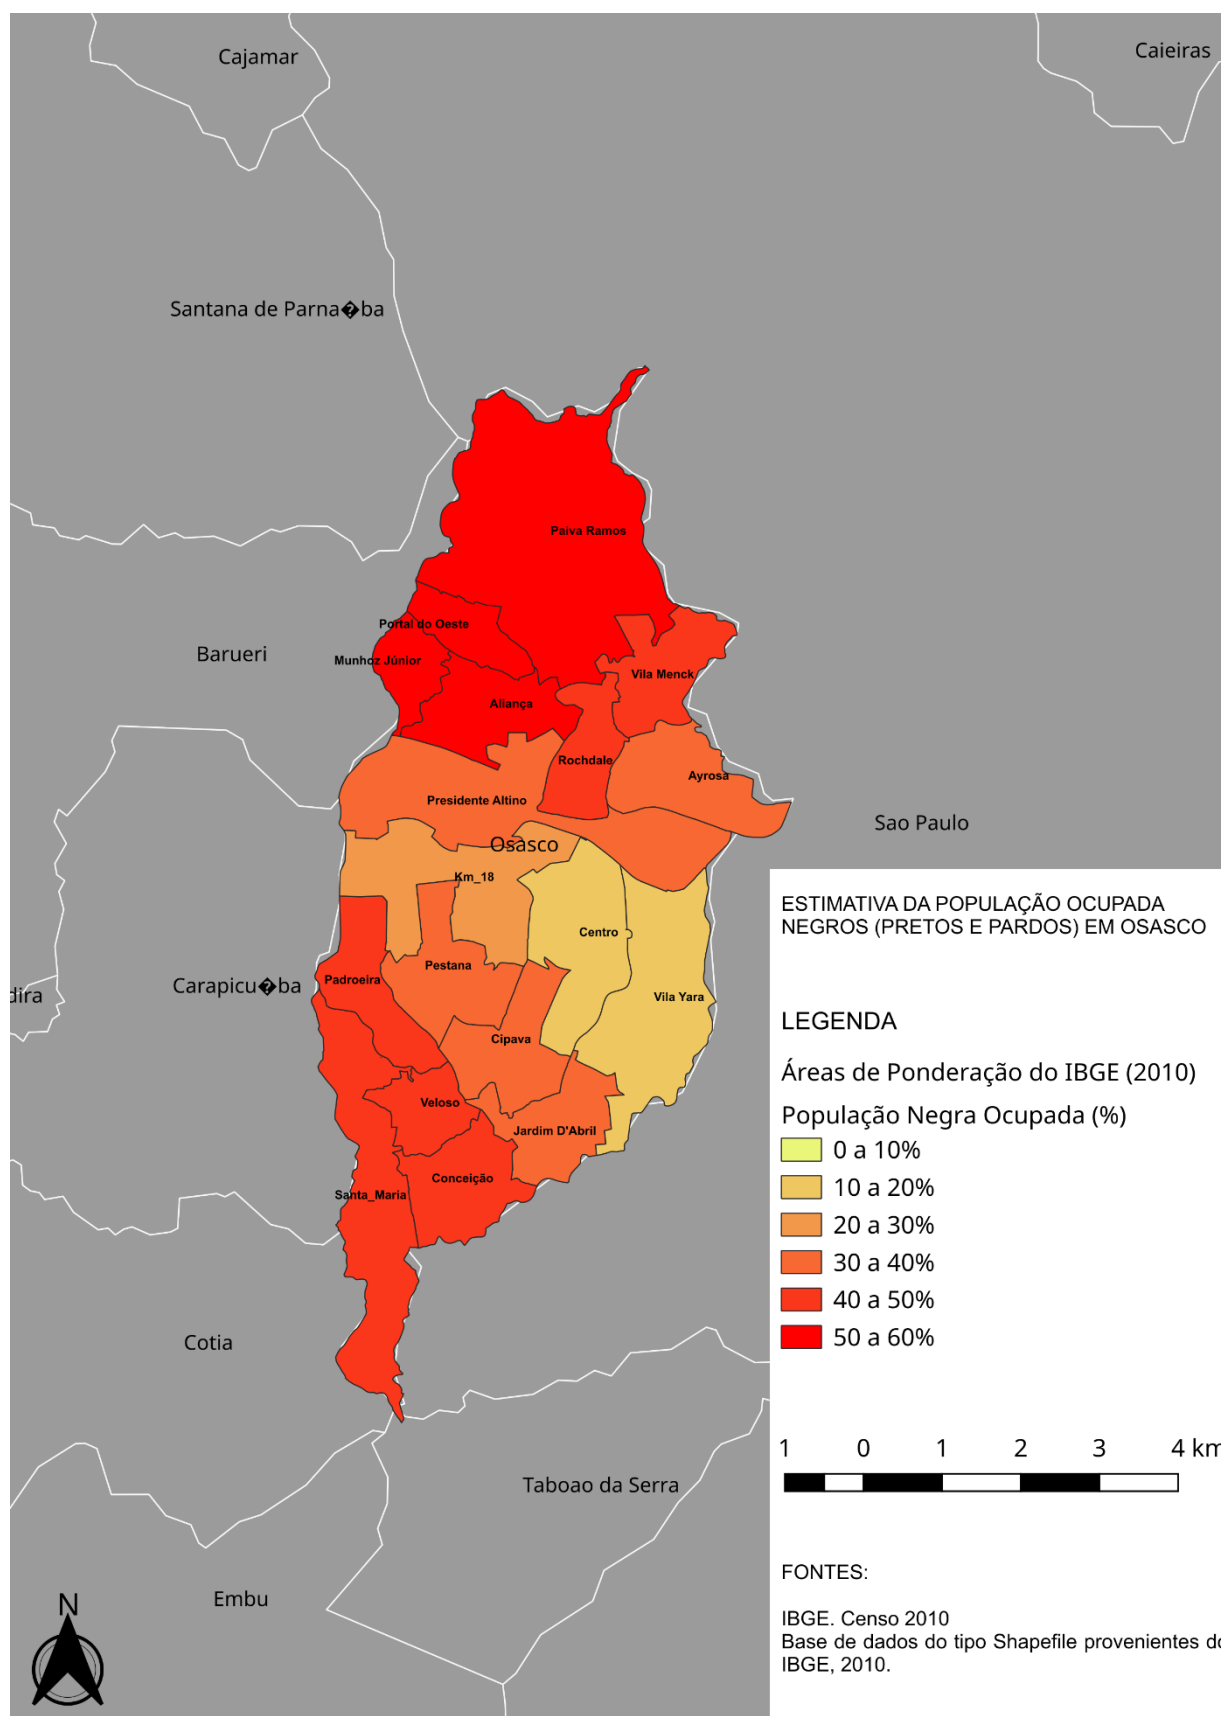 Cajamar
Caieiras
Santana de Parna�ba
Paiva Ramos
Portal do Oeste
Barueri
Munhoz Júnior
Vila Menck
Aliança
Rochdale
Ayrosa
Presidente Altino
Sao Paulo
Osasco
Km_18
Centro
Pestana
Padroeira
Carapicu�ba
dira
Vila Yara
Cipava
Veloso
Jardim D'Abril
Conceição
Santa_Maria
Cotia
Taboao da Serra
Embu
N
ESTIMATIVA DA POPULAÇÃO OCUPADA
NEGROS (PRETOS E PARDOS) EM OSASCO
LEGENDA
Áreas de Ponderação do IBGE (2010)
População Negra Ocupada (%)
0 a 10%
10 a 20%
20 a 30%
30 a 40%
40 a 50%
50 a 60%
1 0 1 2 3 4 km
FONTES:
IBGE. Censo 2010
Base de dados do tipo Shapefile provenientes do
IBGE, 2010.